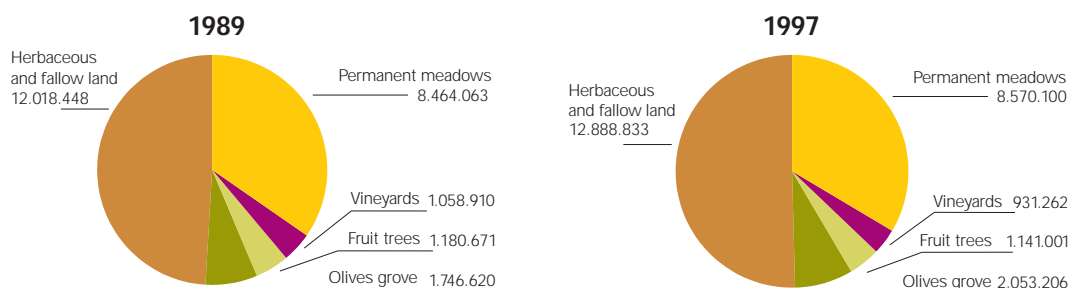 1989
Herbaceous
and fallow land
12.018.448
Permanent meadows
8.464.063
Vineyards 1.058.910
Fruit trees 1.180.671
Olives grove 1.746.620
1997
Herbaceous
and fallow land
12.888.833
Permanent meadows
8.570.100
Vineyards 931.262
Fruit trees 1.141.001
Olives grove 2.053.206